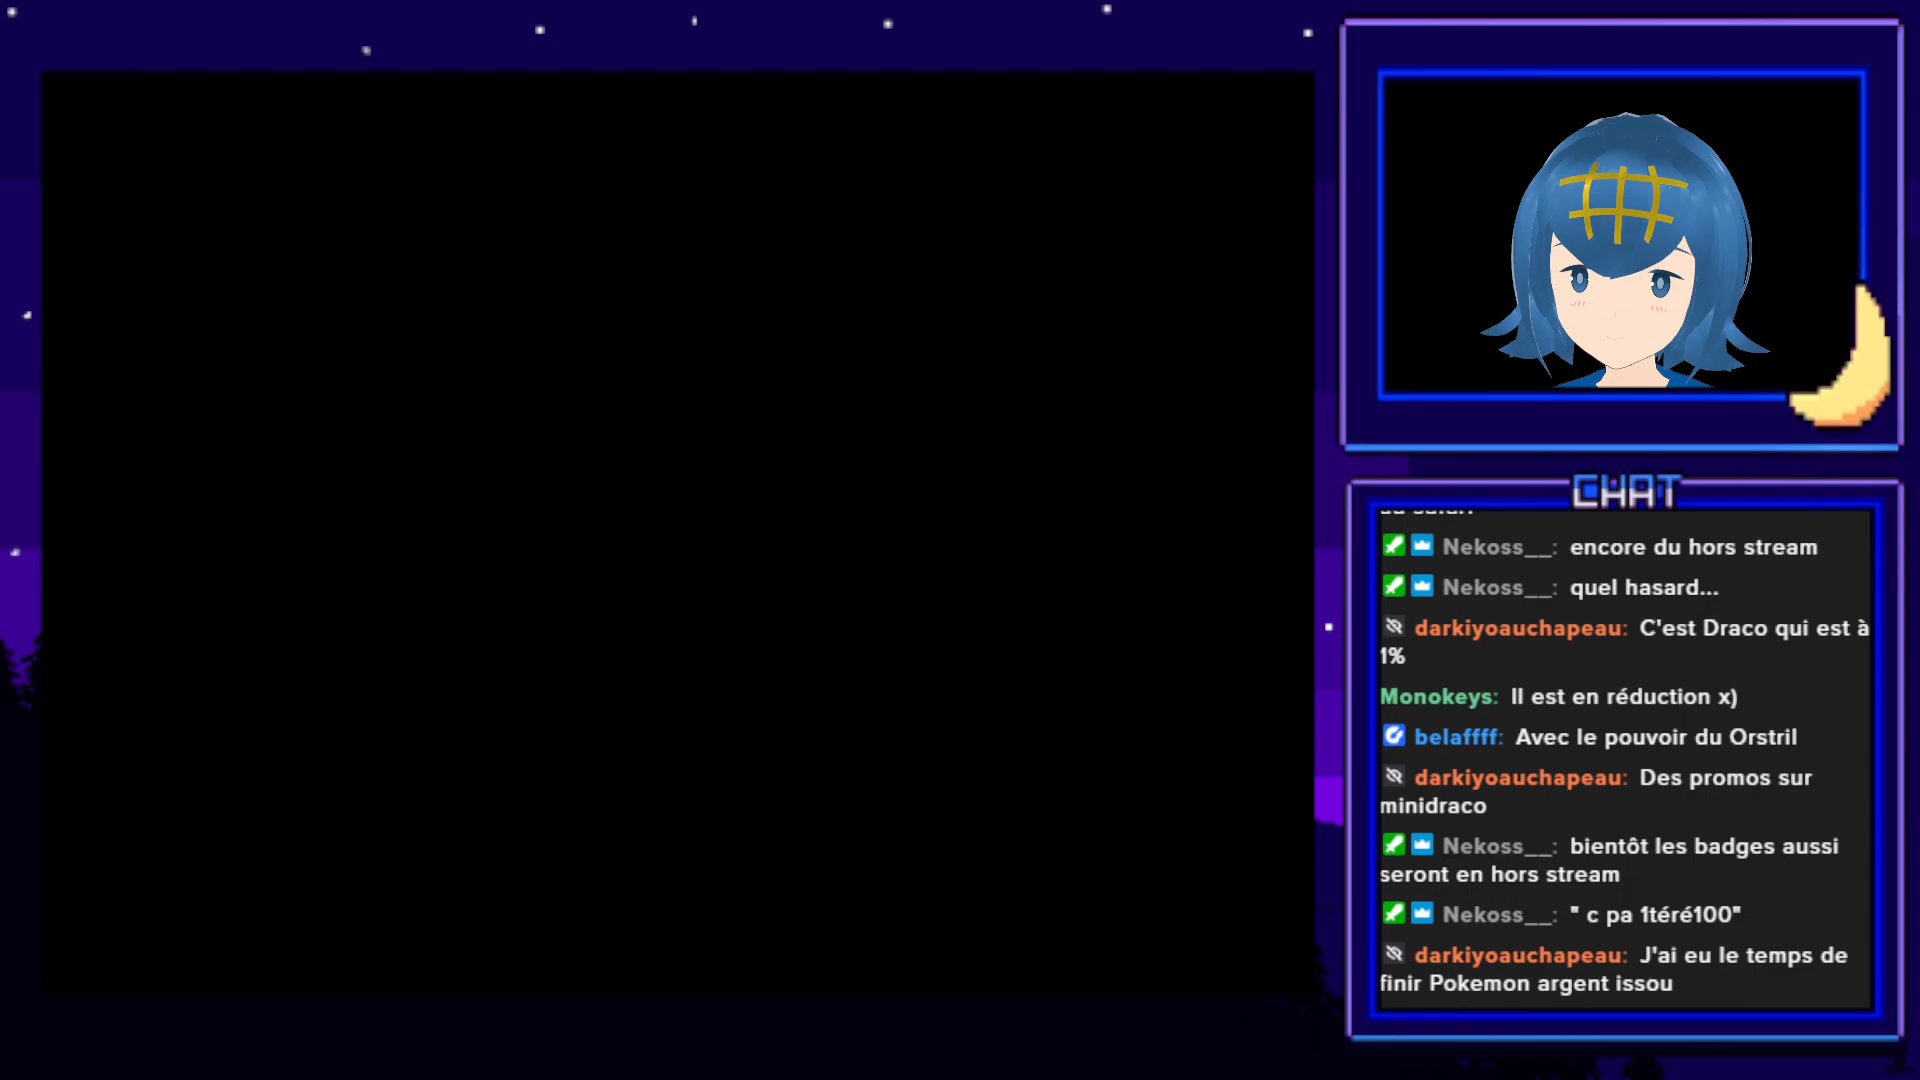 CHAT
Nekoss__: encore du hors stream
Nekoss__: quel hasard...
darkiyoauchapeau: C'est Draco qui est à
1%
Monokeys: Il est en réduction x)
belaffff: Avec le pouvoir du Orstril
darkiyoauchapeau: Des promos sur
minidraco
Nekoss__: bientôt les badges aussi
seront en hors stream
Nekoss__: " c pa 1téré100"
darkiyoauchapeau: J'ai eu le temps de
finir Pokemon argent issou